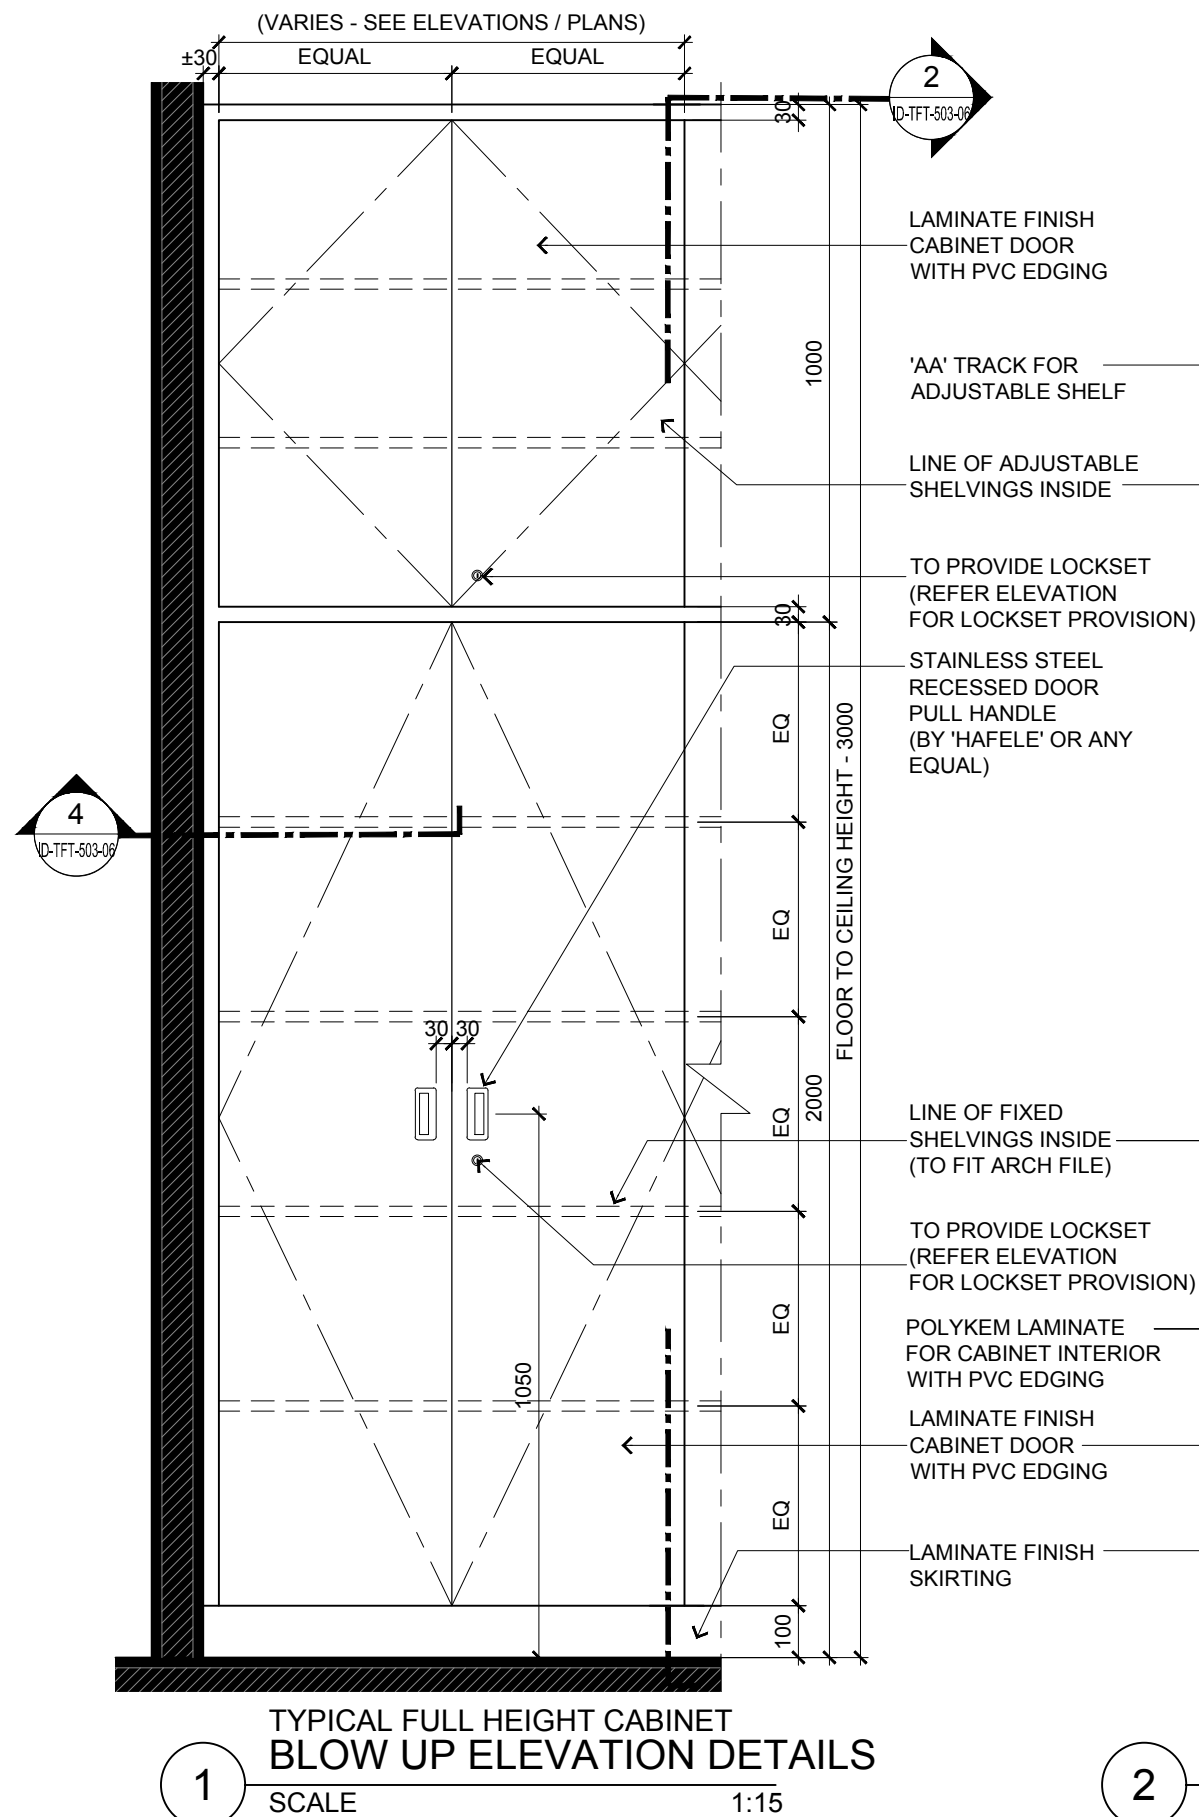 (VARIES - SEE ELEVATIONS / PLANS)
±30
EQUAL
EQUAL
2
ID-TFT-503-06
30
LAMINATE FINISH
CABINET DOOR
WITH PVC EDGING
1000
'AA' TRACK FOR
ADJUSTABLE SHELF
LINE OF ADJUSTABLE
SHELVINGS INSIDE
TO PROVIDE LOCKSET
(REFER ELEVATION
FOR LOCKSET PROVISION)
30
STAINLESS STEEL
RECESSED DOOR
PULL HANDLE
(BY 'HAFELE' OR ANY
EQUAL)
EQ
FLOOR TO CEILING HEIGHT - 3000
4
ID-TFT-503-06
EQ
30
30
2000
EQ
LINE OF FIXED
SHELVINGS INSIDE
(TO FIT ARCH FILE)
TO PROVIDE LOCKSET
(REFER ELEVATION
FOR LOCKSET PROVISION)
EQ
POLYKEM LAMINATE
FOR CABINET INTERIOR
WITH PVC EDGING
1050
LAMINATE FINISH
CABINET DOOR
WITH PVC EDGING
EQ
LAMINATE FINISH
SKIRTING
100
TYPICAL FULL HEIGHT CABINET
BLOW UP ELEVATION DETAILS
1
SCALE
1:15
2